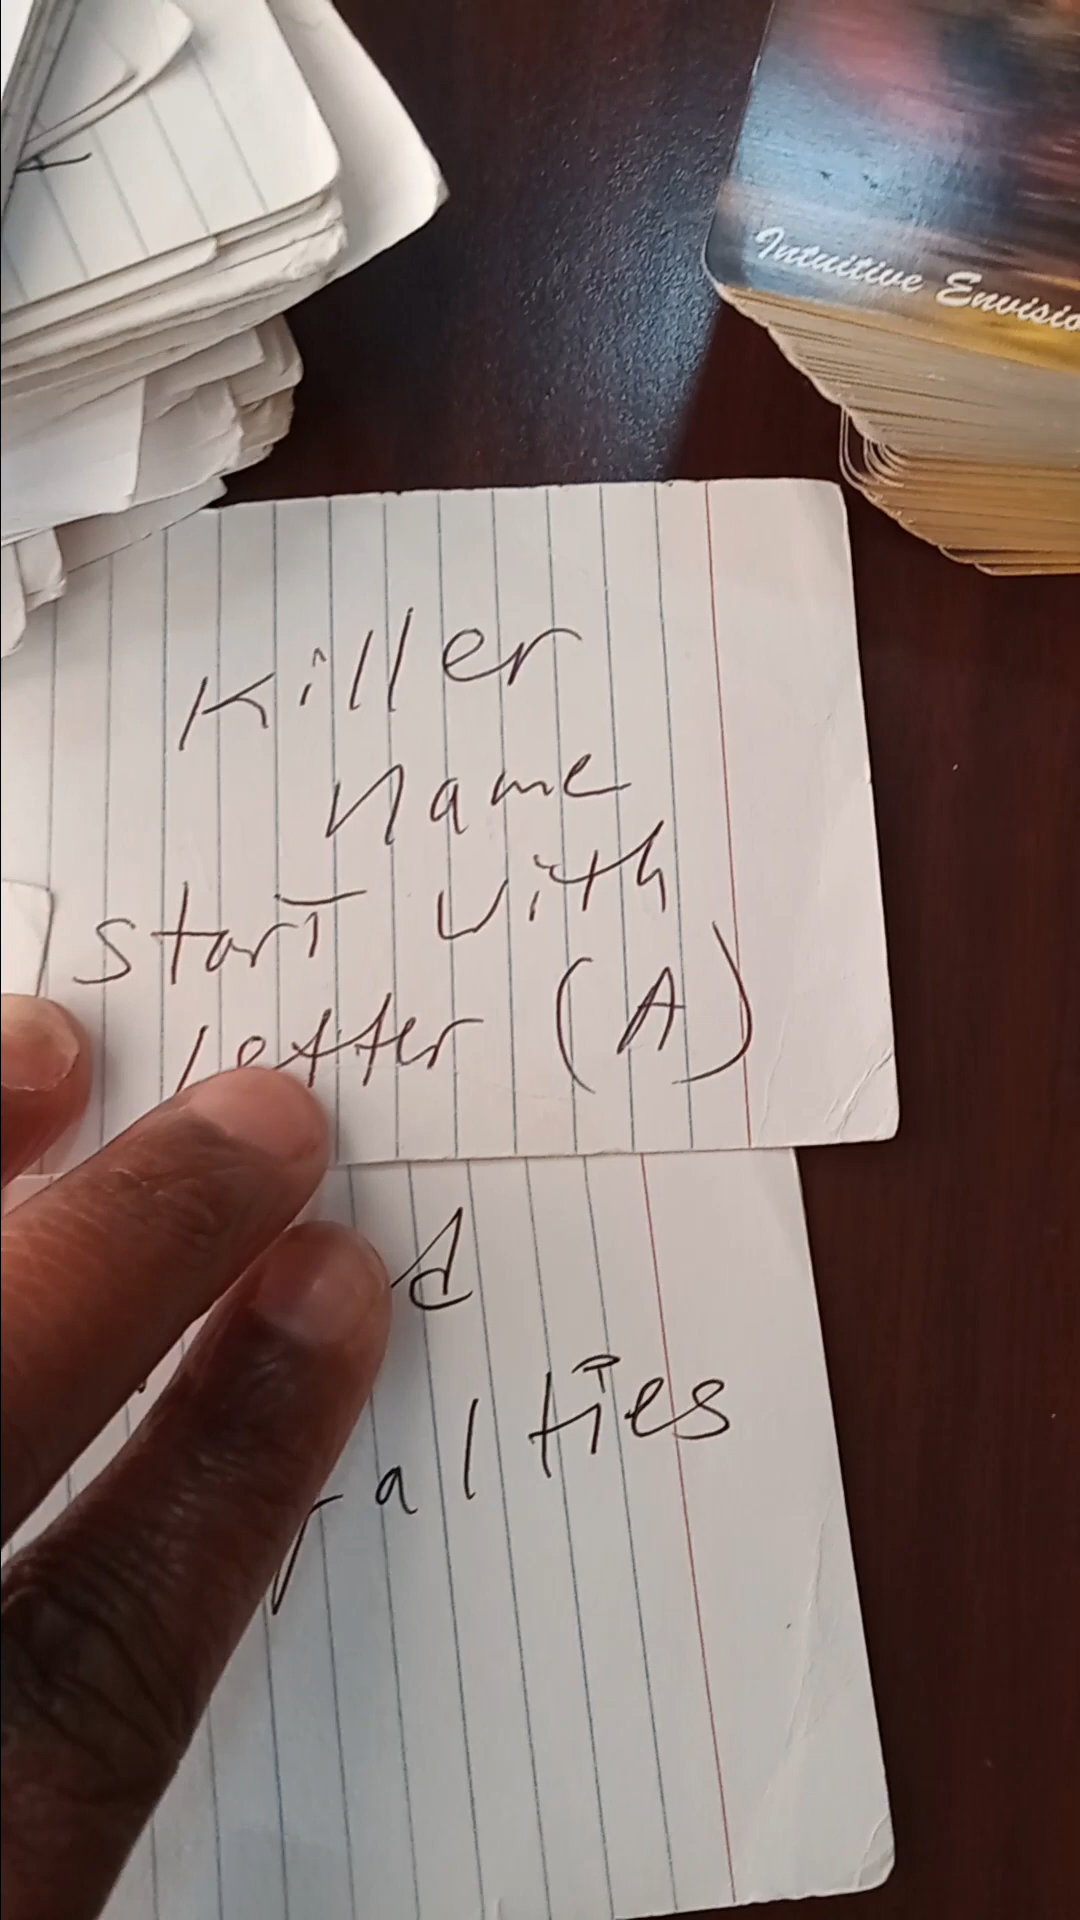 Intuitive Envisio
Killer
name
start with
letter (A)
d
alties